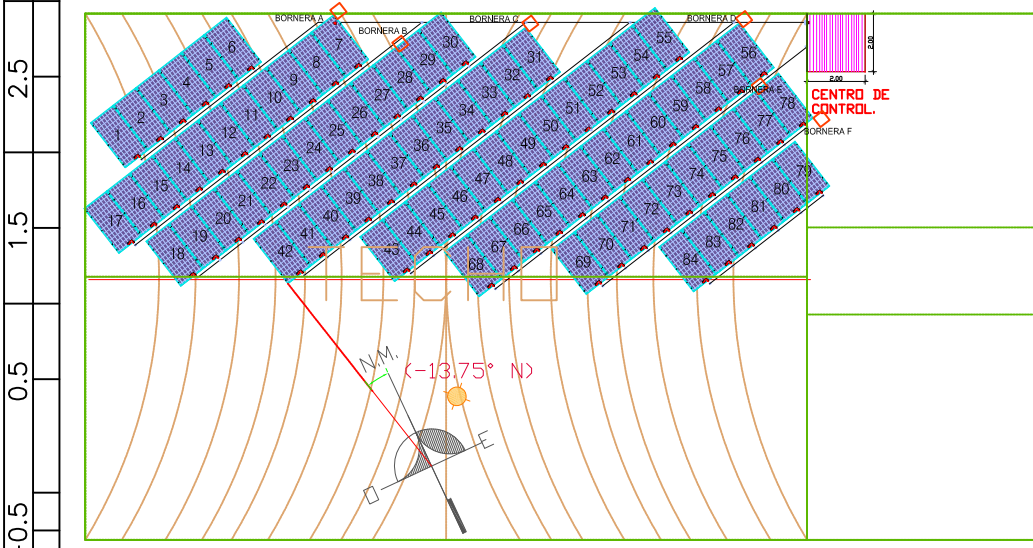 BORNERA A
BORNERA B
BORNERA C
BORNERA D
BORNERA E
BORNERA F
2.00
2.00
CENTRO DE
CONTROL.
1 2 3 4 5 6
17 16 15 14 13 12 11 10 9 8 7
18 19 20 21 22 23 24 25 26 27 28 29 30
42 41 40 39 38 37 36 35 34 33 32 31
43 44 45 46 47 48 49 50 51 52 53 54 55
68 67 66 65 64 63 62 61 60 59 58 57 56
69 70 71 72 73 74 75 76 77 78
84 83 82 81 80 79
2.5
1.5
0.5
-0.5
TECHO
N.M.
(-13.75° N)
E
O